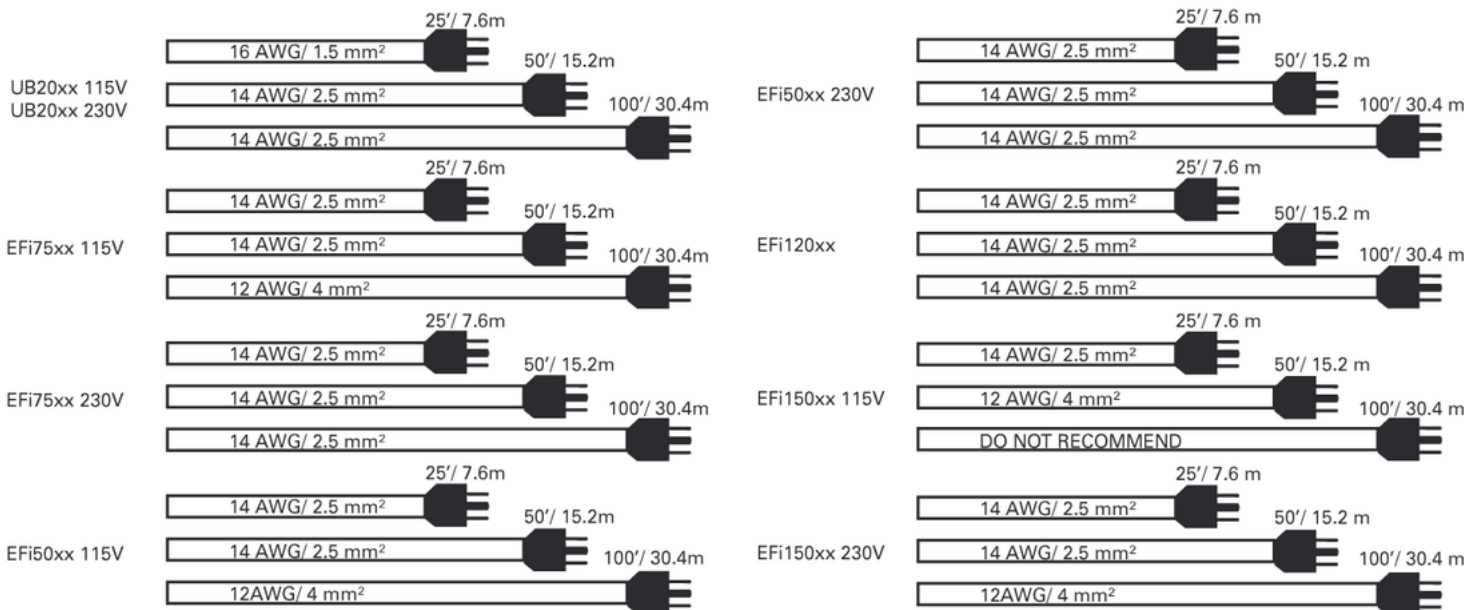 25'/ 7.6m
16 AWG/ 1.5 mm²
50'/ 15.2m
UB20xx 115V
UB20xx 230V
14 AWG/ 2.5 mm²
100'/ 30.4m
14 AWG/ 2.5 mm²
25'/ 7.6m
14 AWG/ 2.5 mm²
50'/ 15.2m
EFi75xx 115V
14 AWG/ 2.5 mm²
100'/ 30.4m
12 AWG/ 4 mm²
25'/ 7.6m
14 AWG/ 2.5 mm²
50'/ 15.2m
EFi75xx 230V
14 AWG/ 2.5 mm²
100'/ 30.4m
14 AWG/ 2.5 mm²
25'/ 7.6m
14 AWG/ 2.5 mm²
50'/ 15.2m
EFi50xx 115V
14 AWG/ 2.5 mm²
100'/ 30.4m
12AWG/ 4 mm²
25'/ 7.6 m
14 AWG/ 2.5 mm²
50'/ 15.2 m
EFi50xx 230V
14 AWG/ 2.5 mm²
100'/ 30.4 m
14 AWG/ 2.5 mm²
25'/ 7.6 m
14 AWG/ 2.5 mm²
50'/ 15.2 m
EFi120xx
14 AWG/ 2.5 mm²
100'/ 30.4 m
14 AWG/ 2.5 mm²
25'/ 7.6 m
14 AWG/ 2.5 mm²
50'/ 15.2 m
EFi150xx 115V
12 AWG/ 4 mm²
100'/ 30.4 m
DO NOT RECOMMEND
25'/ 7.6 m
14 AWG/ 2.5 mm²
50'/ 15.2 m
EFi150xx 230V
14 AWG/ 2.5 mm²
100'/ 30.4 m
12AWG/ 4 mm²